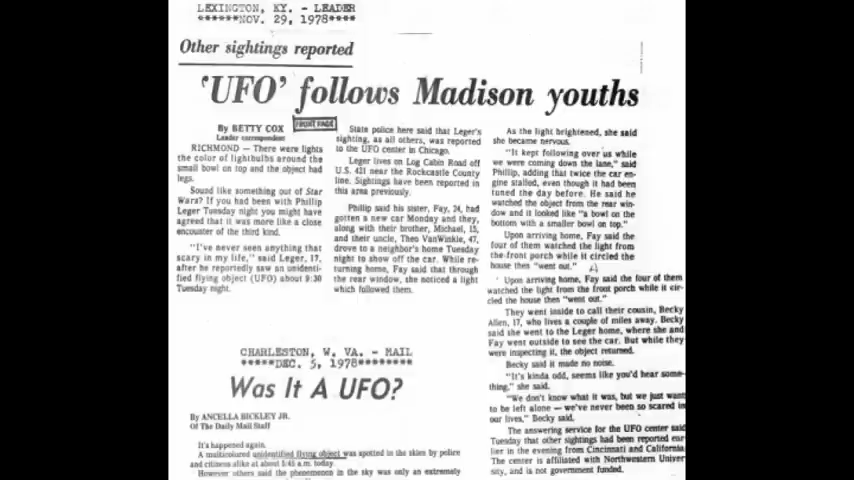 LEXINGTON, KY. - LEADER
******NOV. 29, 1978******
Other sightings reported
'UFO' follows Madison youths
By BETTY COX
Leader correspondent
FRONT PAGE
RICHMOND — There were lights
the color of lightbulbs around the
small bowl on top and the object had
legs.
Sound like something out of Star
Wars? If you had been with Phillip
Leger Tuesday night you might have
agreed that it was more like a close
encounter of the third kind.
"I've never seen anything that
scary in my life," said Leger, 17,
after he reportedly saw an unidenti-
fied flying object (UFO) about 9:30
Tuesday night.
State police here said that Leger's
sighting, as all others, was reported
to the UFO center in Chicago.
Leger lives on Log Cabin Road off
U.S. 421 near the Rockcastle County
line. Sightings have been reported in
this area previously.
Phillip said his sister, Fay, 24, had
gotten a new car Monday and they,
along with their brother, Michael, 15,
and their uncle, Theo VanWinkle, 47,
drove to a neighbor's home Tuesday
night to show off the car. While re-
turning home, Fay said that through
the rear window, she noticed a light
which followed them.
As the light brightened, she said
she became nervous.
"It kept following over us while
we were coming down the lane," said
Phillip, adding that twice the car en-
gine stalled, even though it had been
tuned the day before. He said he
watched the object from the rear win-
dow and it looked like "a bowl on the
bottom with a smaller bowl on top."
Upon arriving home, Fay said the
four of them watched the light from
the front porch while it circled the
house then "went out."
Upon arriving home, Fay said the four of them
watched the light from the front porch while it cir-
cled the house then "went out."
They went inside to call their cousin, Becky
Allen, 17, who lives a couple of miles away. Becky
said she went to the Leger home, where she and
Fay went outside to see the car. But while they
were inspecting it, the object returned.
Becky said it made no noise.
"It's kinda odd, seems like you'd hear some-
thing," she said.
"We don't know what it was, but we just want
to be left alone — we've never been so scared in
our lives," Becky said.
The answering service for the UFO center said
Tuesday that other sightings had been reported ear
lier in the evening from Cincinnati and California.
The center is affiliated with Northwestern Univer
sity, and is not government funded.
CHARLESTON, W. VA. - MAIL
*****DEC. 5, 1978********
Was It A UFO?
By ANCELLA BICKLEY JR.
Of The Daily Mail Staff
It's happened again.
A multicolored unidentified flying object was spotted in the skies by police
and citizens alike at about 5:45 a.m. today.
However others said the phenomenon in the sky was only an extremely